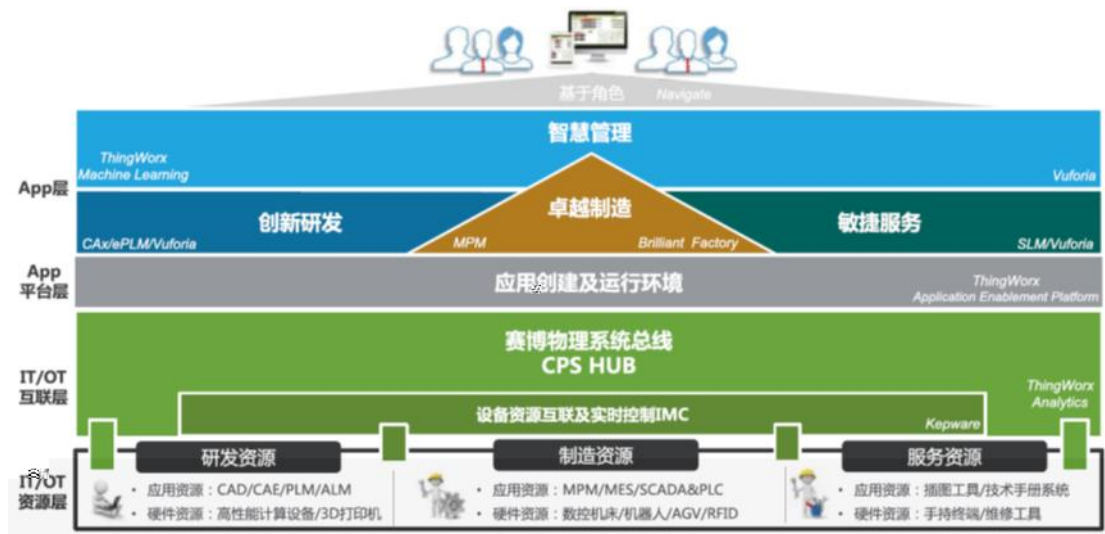 基于角色 Navigate
智慧管理
ThingWorx
Machine Learning
Vuforia
App层
创新研发
卓越制造
敏捷服务
CAx/ePLM/Vuforia
MPM
Brilliant Factory
SLM/Vuforia
App
平台层
应用创建及运行环境
ThingWorx
Application Enablement Platform
赛博物理系统总线
CPS HUB
IT/OT
互联层
ThingWorx
Analytics
设备资源互联及实时控制IMC
Kepware
研发资源
制造资源
服务资源
IT/OT
资源层
• 应用资源：CAD/CAE/PLM/ALM
• 硬件资源：高性能计算设备/3D打印机
• 应用资源：MPM/MES/SCADA&PLC
• 硬件资源：数控机床/机器人/AGV/RFID
• 应用资源：插图工具/技术手册系统
• 硬件资源：手持终端/维修工具